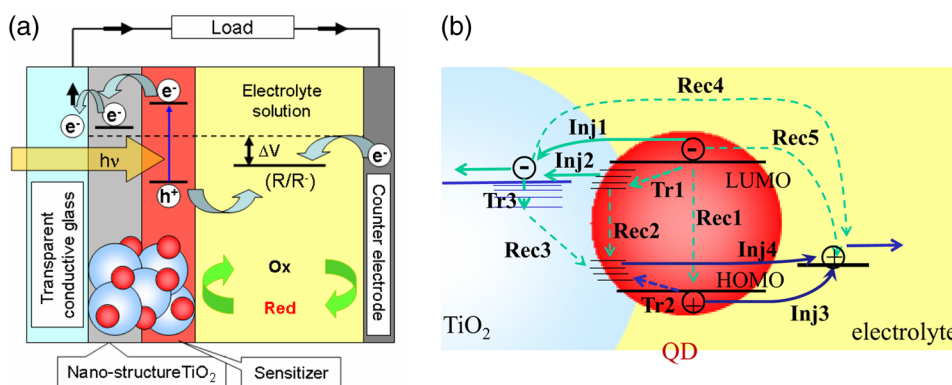 (a)
Load
e-
e-
e-
e-
Electrolyte
solution
hν
ΔV
(R/R-)
h+
Transparent
conductive glass
Counter electrode
Ox
Red
Nano-structureTiO2
Sensitizer
(b)
Rec4
Inj1
Rec5
Inj2
-
-
LUMO
Tr1
Tr3
Rec1
Rec2
Rec3
Inj4
+
HOMO
Tr2
+
Inj3
TiO2
QD
electrolyte